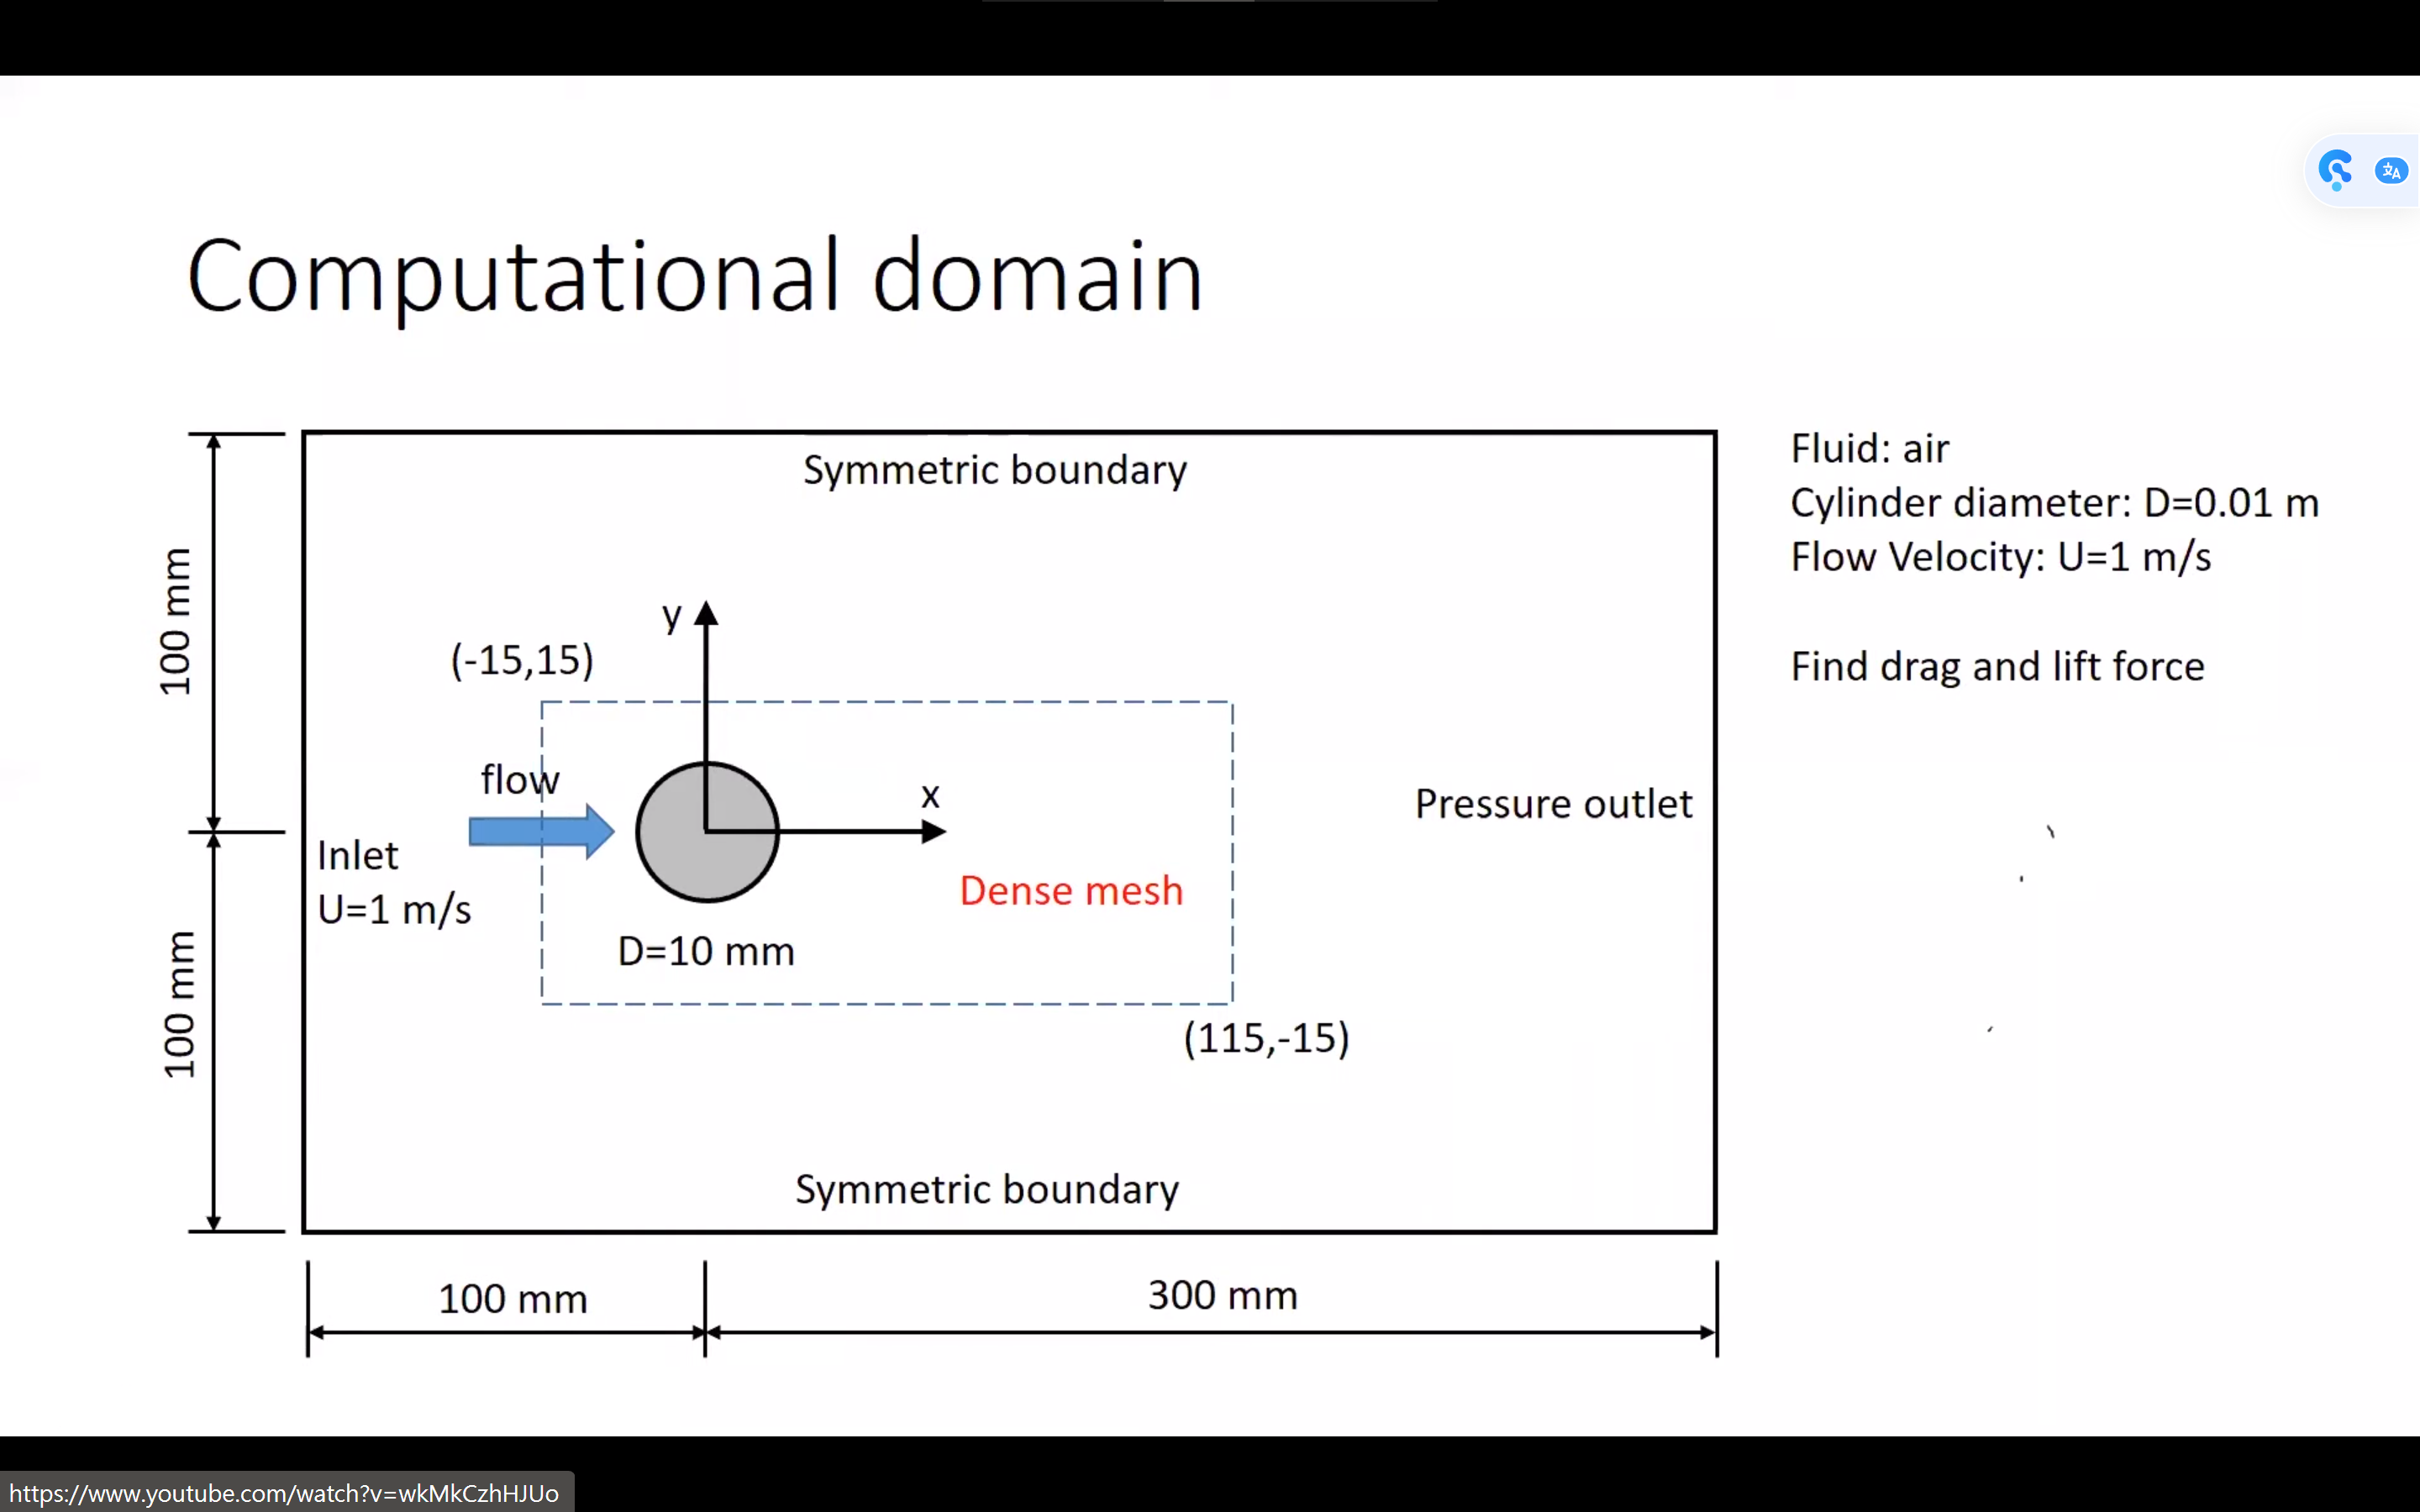 Computational domain
Symmetric boundary
Fluid: air
Cylinder diameter: D=0.01 m
Flow Velocity: U=1 m/s
Find drag and lift force
100 mm
y
(-15,15)
flow
x
Inlet
U=1 m/s
Pressure outlet
Dense mesh
D=10 mm
100 mm
(115,-15)
Symmetric boundary
100 mm
300 mm
https://www.youtube.com/watch?v=wkMkCzhHJUo